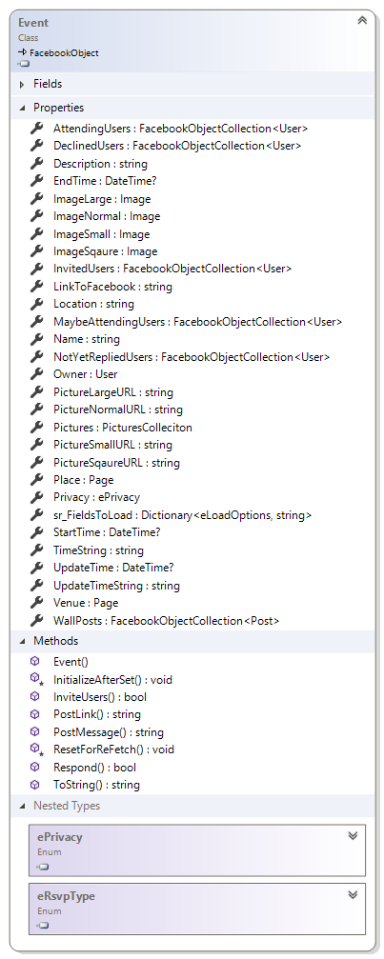 Event
Class
FacebookObject
Fields
Properties
AttendingUsers : FacebookObjectCollection<User>
DeclinedUsers : FacebookObjectCollection<User>
Description : string
EndTime : DateTime?
ImageLarge : Image
ImageNormal : Image
ImageSmall : Image
ImageSqaure : Image
InvitedUsers : FacebookObjectCollection<User>
LinkToFacebook : string
Location : string
MaybeAttendingUsers : FacebookObjectCollection<User>
Name : string
NotYetRepliedUsers : FacebookObjectCollection<User>
Owner : User
PictureLargeURL : string
PictureNormalURL : string
Pictures : PicturesColleciton
PictureSmallURL : string
PictureSqaureURL : string
Place : Page
Privacy : ePrivacy
sr_FieldsToLoad : Dictionary<eLoadOptions, string>
StartTime : DateTime?
TimeString : string
UpdateTime : DateTime?
UpdateTimeString : string
Venue : Page
WallPosts : FacebookObjectCollection<Post>
Methods
Event()
InitializeAfterSet() : void
InviteUsers() : bool
PostLink() : string
PostMessage() : string
ResetForReFetch() : void
Respond() : bool
ToString() : string
Nested Types
ePrivacy
Enum
eRsvpType
Enum